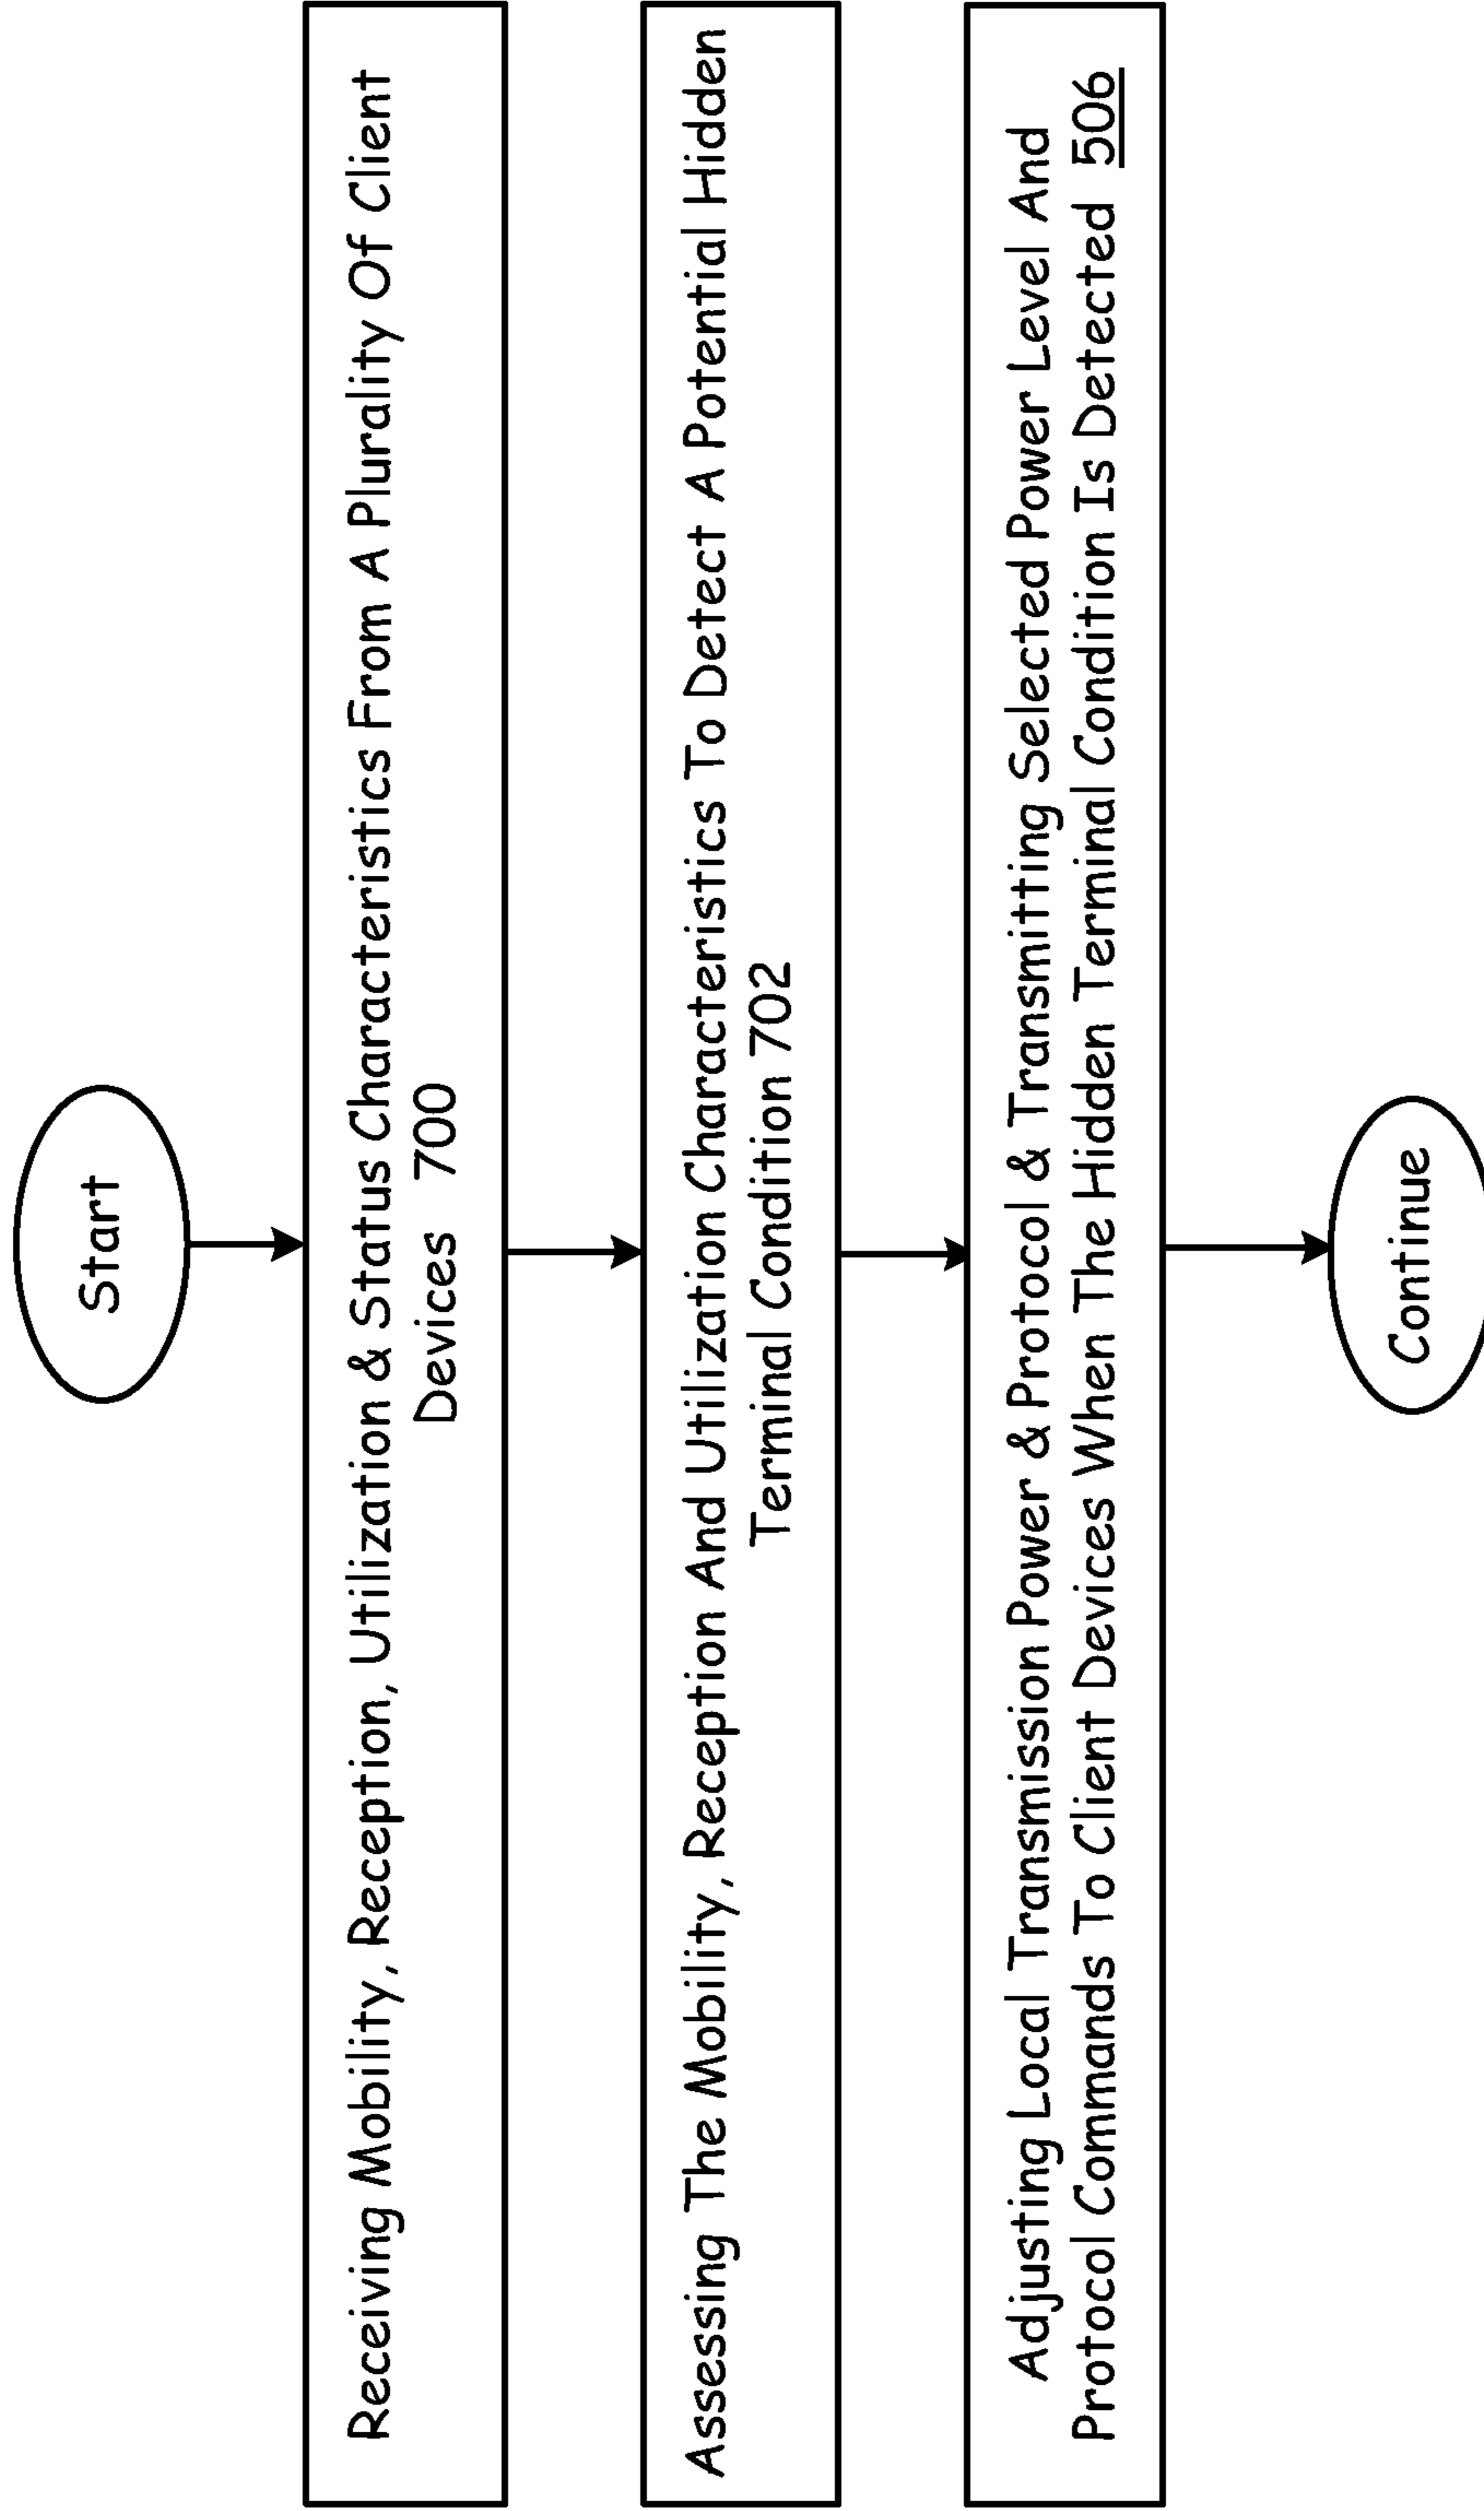 Start
Receiving Mobility, Reception, Utilization & Status Characteristics From A Plurality Of Client
Devices 700
Assessing The Mobility, Reception And Utilization Characteristics To Detect A Potential Hidden
Terminal Condition 702
Adjusting Local Transmission Power & Protocol & Transmitting Selected Power Level And
Protocol Commands To Client Devices When The Hidden Terminal Condition Is Detected 506
Continue